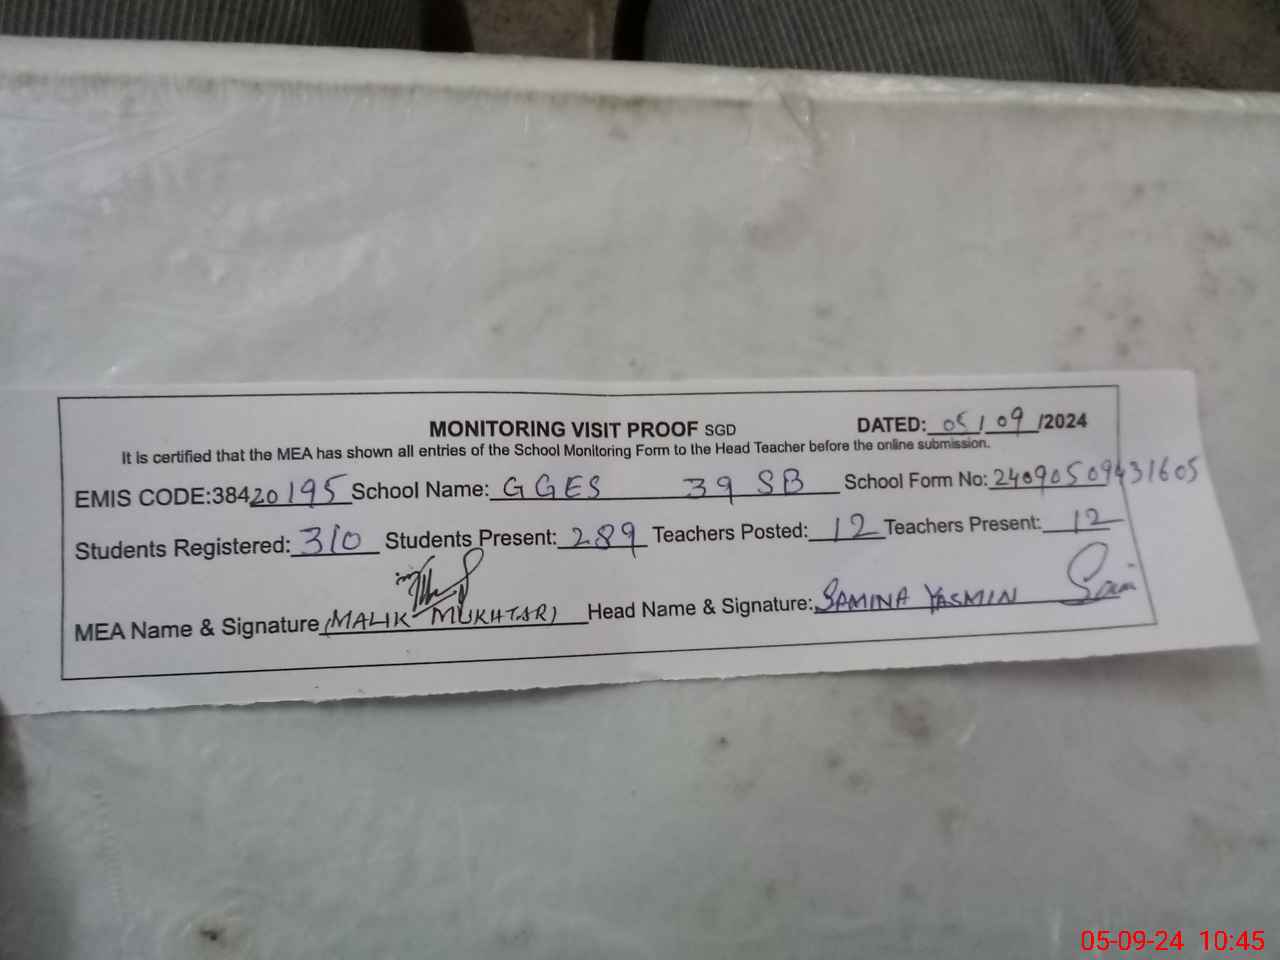 MONITORING VISIT PROOF SGD DATED: 05/09/2024
It is certified that the MEA has shown all entries of the School Monitoring Form to the Head Teacher before the online submission.
EMIS CODE:38420195 School Name: GGES 39 SB School Form No: 24090509431605
Students Registered: 310 Students Present: 289 Teachers Posted: 12 Teachers Present: 12
MEA Name & Signature (MALIK MUKHTAR) Head Name & Signature: SAMINA YASMIN
05-09-24 10:45